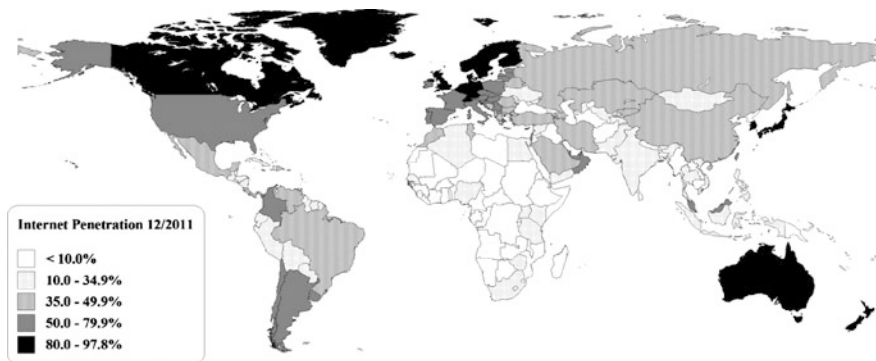 Internet Penetration 12/2011
< 10.0%
10.0 - 34.9%
35.0 - 49.9%
50.0 - 79.9%
80.0 - 97.8%